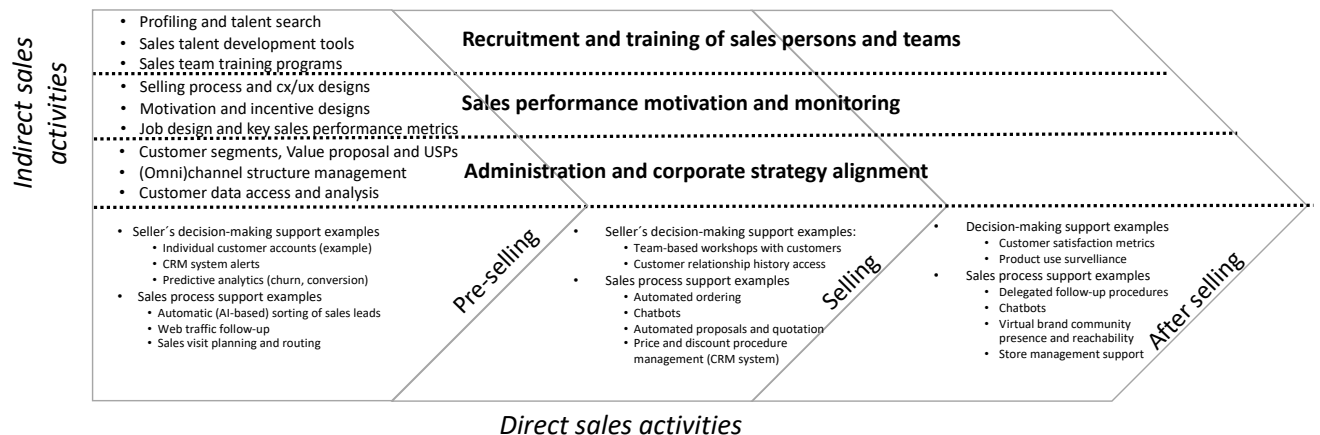 Indirect sales
activities
• Profiling and talent search
• Sales talent development tools
• Sales team training programs
Recruitment and training of sales persons and teams
• Selling process and cx/ux designs
• Motivation and incentive designs
• Job design and key sales performance metrics
Sales performance motivation and monitoring
• Customer segments, Value proposal and USPs
• (Omni)channel structure management
• Customer data access and analysis
Administration and corporate strategy alignment
• Seller´s decision-making support examples
• Individual customer accounts (example)
• CRM system alerts
• Predictive analytics (churn, conversion)
• Sales process support examples
• Automatic (AI-based) sorting of sales leads
• Web traffic follow-up
• Sales visit planning and routing
Pre-selling
• Seller´s decision-making support examples:
• Team-based workshops with customers
• Customer relationship history access
• Sales process support examples
• Automated ordering
• Chatbots
• Automated proposals and quotation
• Price and discount procedure
management (CRM system)
Selling
• Decision-making support examples
• Customer satisfaction metrics
• Product use survelliance
• Sales process support examples
• Delegated follow-up procedures
• Chatbots
• Virtual brand community
presence and reachability
• Store management support
After selling
Direct sales activities